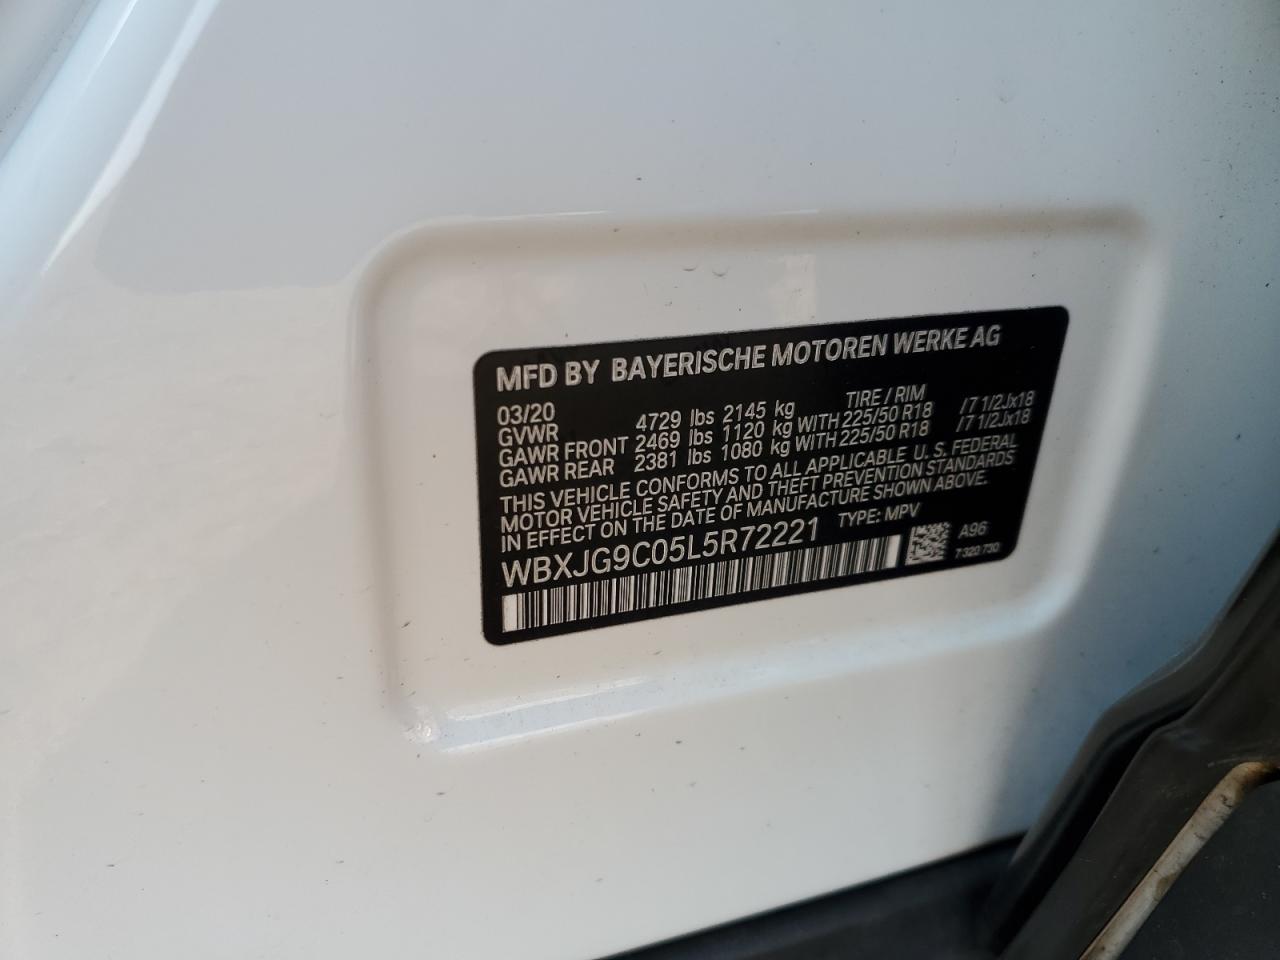 MFD BY BAYERISCHE MOTOREN WERKE AG
03/20 TIRE / RIM
GVWR 4729 lbs 2145 kg
GAWR FRONT 2469 lbs 1120 kg WITH 225/50 R18 /7 1/2Jx18
GAWR REAR 2381 lbs 1080 kg WITH 225/50 R18 /7 1/2Jx18
THIS VEHICLE CONFORMS TO ALL APPLICABLE U.S. FEDERAL
MOTOR VEHICLE SAFETY AND THEFT PREVENTION STANDARDS
IN EFFECT ON THE DATE OF MANUFACTURE SHOWN ABOVE.
WBXJG9C05L5R72221 TYPE: MPV
A96
7 320 730